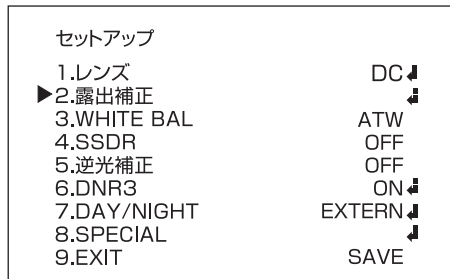 セットアップ
1.レンズ DC↲
▶2.露出補正 ↲
3.WHITE BAL ATW
4.SSDR OFF
5.逆光補正 OFF
6.DNR3 ON↲
7.DAY/NIGHT EXTERN↲
8.SPECIAL ↲
9.EXIT SAVE